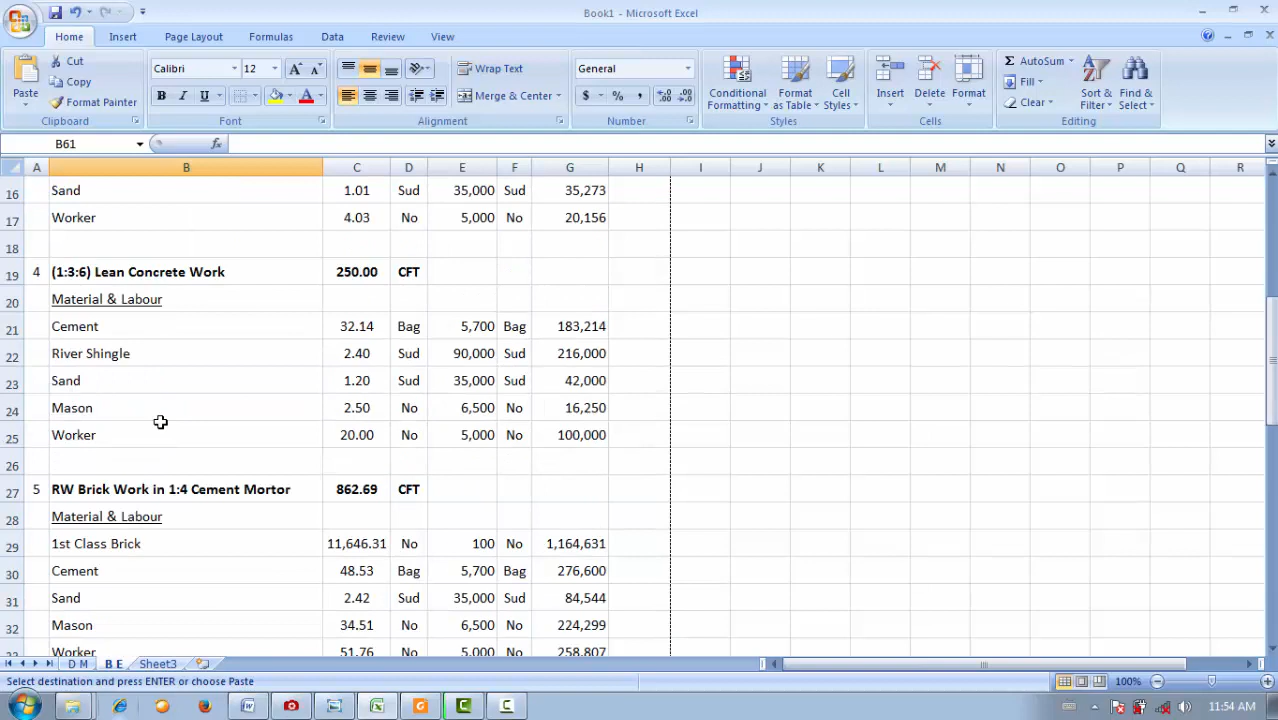 Book1 - Microsoft Excel
Home Insert Page Layout Formulas Data Review View
Paste
Cut
Copy
Format Painter
Clipboard
Calibri 12
B I U
Font
Wrap Text
Merge & Center
Alignment
General
$ % ,
Number
Conditional Formatting
Format as Table
Cell Styles
Styles
Insert
Delete
Format
Cells
AutoSum
Fill
Clear
Sort & Filter
Find & Select
Editing
B61 fx
A B C D E F G H I J K L M N O P Q R
16 Sand 1.01 Sud 35,000 Sud 35,273
17 Worker 4.03 No 5,000 No 20,156
18
19 4 (1:3:6) Lean Concrete Work 250.00 CFT
20 Material & Labour
21 Cement 32.14 Bag 5,700 Bag 183,214
22 River Shingle 2.40 Sud 90,000 Sud 216,000
23 Sand 1.20 Sud 35,000 Sud 42,000
24 Mason 2.50 No 6,500 No 16,250
25 Worker 20.00 No 5,000 No 100,000
26
27 5 RW Brick Work in 1:4 Cement Mortor 862.69 CFT
28 Material & Labour
29 1st Class Brick 11,646.31 No 100 No 1,164,631
30 Cement 48.53 Bag 5,700 Bag 276,600
31 Sand 2.42 Sud 35,000 Sud 84,544
32 Mason 34.51 No 6,500 No 224,299
33 Worker 51.76 No 5,000 No 258,807
D M B E Sheet3
Select destination and press ENTER or choose Paste 100%
11:54 AM